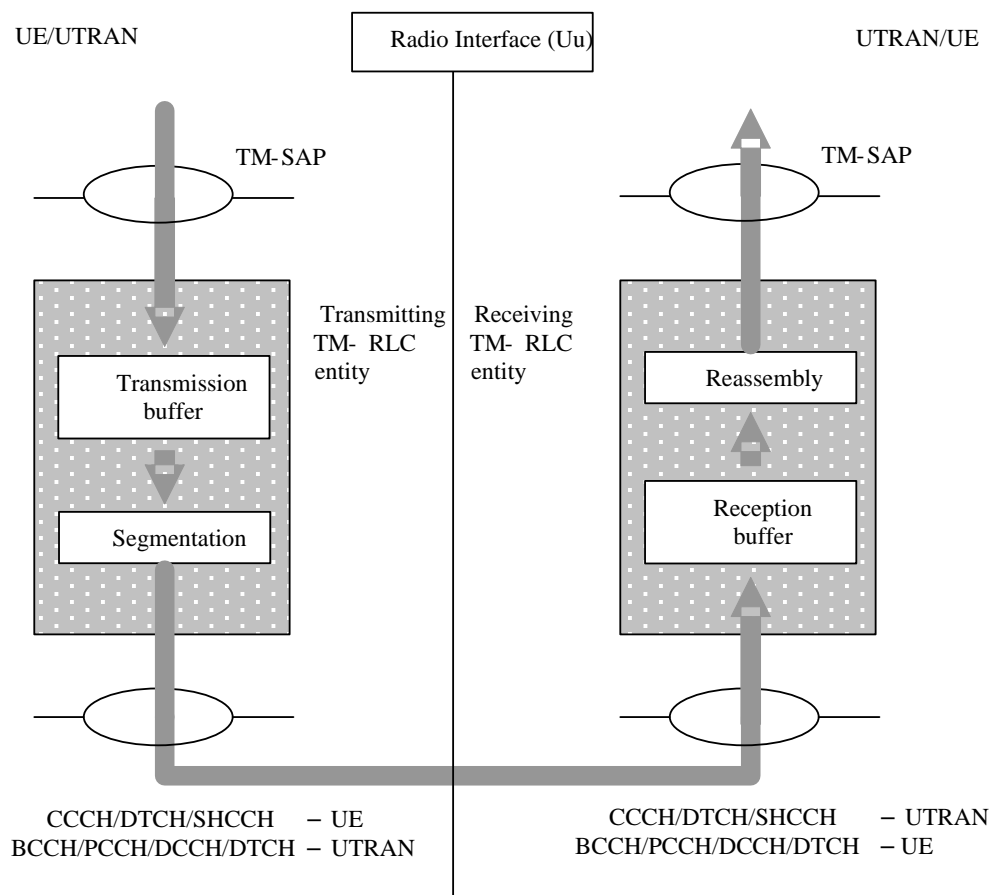 UE/UTRAN
Radio Interface (Uu)
UTRAN/UE
TM-SAP
TM-SAP
Transmitting
TM- RLC
entity
Receiving
TM- RLC
entity
Transmission
buffer
Segmentation
Reassembly
Reception
buffer
CCCH/DTCH/SHCCH – UE
BCCH/PCCH/DCCH/DTCH – UTRAN
CCCH/DTCH/SHCCH – UTRAN
BCCH/PCCH/DCCH/DTCH – UE